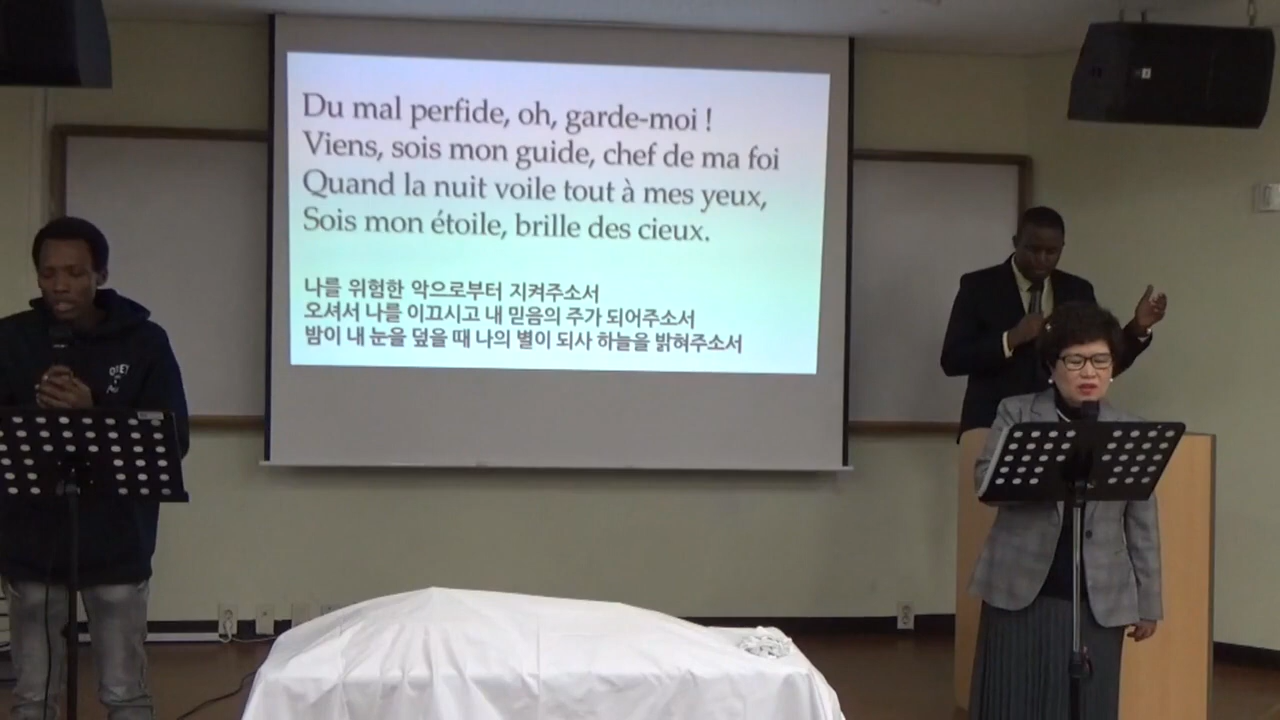 Du mal perfide, oh, garde-moi !
Viens, sois mon guide, chef de ma foi
Quand la nuit voile tout à mes yeux,
Sois mon étoile, brille des cieux.
나를 위험한 악으로부터 지켜주소서
오셔서 나를 이끄시고 내 믿음의 주가 되어주소서
밤이 내 눈을 덮을 때 나의 별이 되사 하늘을 밝혀주소서